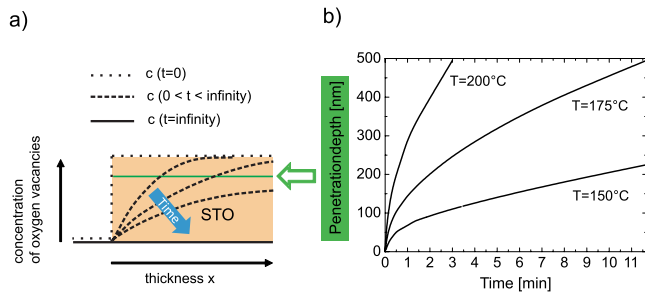 a)
c (t=0)
c (0 < t < infinity)
c (t=infinity)
concentration
of oxygen vacancies
Time
STO
thickness x
b)
Penetrationdepth [nm]
500
400
300
200
100
0
T=200°C
T=175°C
T=150°C
0 1 2 3 4 5 6 7 8 9 10 11
Time [min]